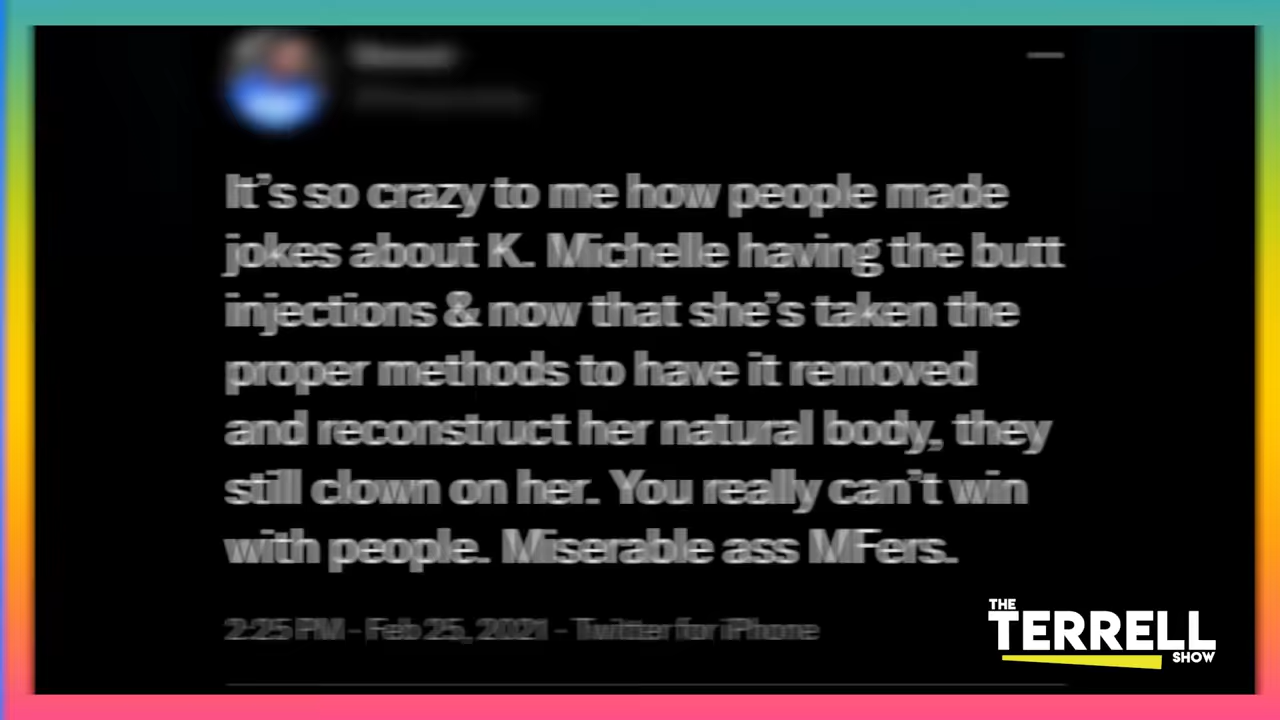 It's so crazy to me how people made
jokes about K. Michelle having the butt
injections & now that she's taken the
proper methods to have it removed
and reconstruct her natural body, they
still clown on her. You really can't win
with people. Miserable ass MFers.
2:25 PM - Feb 25, 2021 - Twitter for iPhone
THE
TERRELL
SHOW